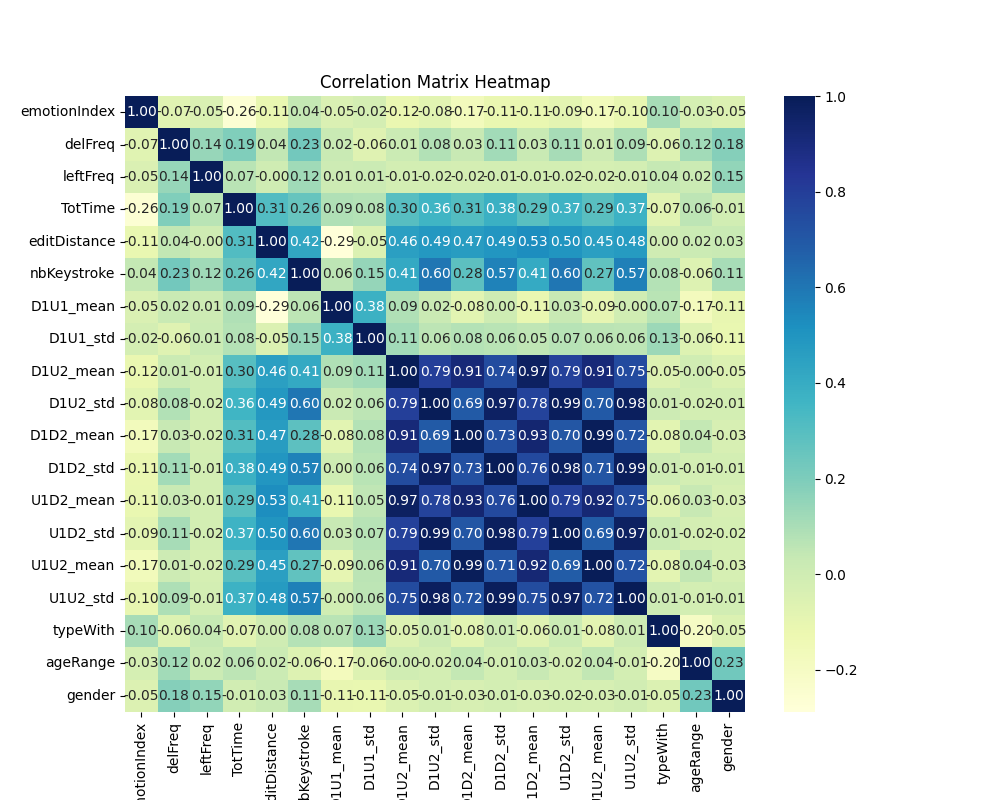 Correlation Matrix Heatmap
emotionIndex 1.00 -0.07 -0.05 -0.26 -0.11 0.04 -0.05 -0.02 -0.12 -0.08 -0.17 -0.11 -0.11 -0.09 -0.17 -0.11 0.10 -0.03 -0.05
delFreq -0.07 1.00 0.14 0.19 0.04 0.23 0.02 -0.06 0.01 0.08 0.03 0.11 0.03 0.11 0.01 0.09 -0.06 0.12 0.18
leftFreq -0.05 0.14 1.00 0.07 -0.00 0.12 0.01 0.01 -0.01 -0.02 -0.02 -0.01 -0.01 -0.02 -0.02 -0.01 0.04 0.02 0.15
TotTime -0.26 0.19 0.07 1.00 0.31 0.26 0.09 0.08 0.30 0.36 0.31 0.38 0.29 0.37 0.29 0.37 -0.07 0.06 -0.01
editDistance -0.11 0.04 -0.00 0.31 1.00 0.42 -0.29 -0.05 0.46 0.49 0.47 0.49 0.53 0.50 0.45 0.48 0.00 0.02 0.03
nbKeystroke 0.04 0.23 0.12 0.26 0.42 1.00 0.06 0.15 0.41 0.60 0.28 0.57 0.41 0.60 0.27 0.57 0.08 -0.06 0.11
D1U1_mean -0.05 0.02 0.01 0.09 -0.29 0.06 1.00 0.38 0.09 0.02 -0.08 0.00 -0.11 0.03 -0.09 -0.00 0.07 -0.17 -0.11
D1U1_std -0.02 -0.06 0.01 0.08 -0.05 0.15 0.38 1.00 0.11 0.06 0.08 0.06 0.05 0.07 0.06 0.06 0.13 -0.06 -0.11
D1U2_mean -0.12 0.01 -0.01 0.30 0.46 0.41 0.09 0.11 1.00 0.79 0.91 0.74 0.97 0.79 0.91 0.75 -0.05 -0.00 -0.05
D1U2_std -0.08 0.08 -0.02 0.36 0.49 0.60 0.02 0.06 0.79 1.00 0.69 0.97 0.78 0.99 0.70 0.98 0.01 -0.02 -0.01
D1D2_mean -0.17 0.03 -0.02 0.31 0.47 0.28 -0.08 0.08 0.91 0.69 1.00 0.73 0.93 0.70 0.99 0.72 -0.08 0.04 -0.03
D1D2_std -0.11 0.11 -0.01 0.38 0.49 0.57 0.00 0.06 0.74 0.97 0.73 1.00 0.76 0.98 0.71 0.99 0.01 -0.01 -0.01
U1D2_mean -0.11 0.03 -0.01 0.29 0.53 0.41 -0.11 0.05 0.97 0.78 0.93 0.76 1.00 0.79 0.92 0.75 -0.06 0.03 -0.03
U1D2_std -0.09 0.11 -0.02 0.37 0.50 0.60 0.03 0.07 0.79 0.99 0.70 0.98 0.79 1.00 0.69 0.97 0.01 -0.02 -0.02
U1U2_mean -0.17 0.01 -0.02 0.29 0.45 0.27 -0.09 0.06 0.91 0.70 0.99 0.71 0.92 0.69 1.00 0.72 -0.08 0.04 -0.03
U1U2_std -0.10 0.09 -0.01 0.37 0.48 0.57 -0.00 0.06 0.75 0.98 0.72 0.99 0.75 0.97 0.72 1.00 0.01 -0.01 -0.01
typeWith 0.10 -0.06 0.04 -0.07 0.00 0.08 0.07 0.13 -0.05 0.01 -0.08 0.01 -0.06 0.01 -0.08 0.01 1.00 -0.20 -0.05
ageRange -0.03 0.12 0.02 0.06 0.02 -0.06 -0.17 -0.06 -0.00 -0.02 0.04 -0.01 0.03 -0.02 0.04 -0.01 -0.20 1.00 0.23
gender -0.05 0.18 0.15 -0.01 0.03 0.11 -0.11 -0.11 -0.05 -0.01 -0.03 -0.01 -0.03 -0.02 -0.03 -0.01 -0.05 0.23 1.00
delFreq
leftFreq
TotTime
D1U1_std
D1U2_std
D1D2_std
U1D2_std
U1U2_std
typeWith
ageRange
gender
1.0
0.8
0.6
0.4
0.2
0.0
−0.2